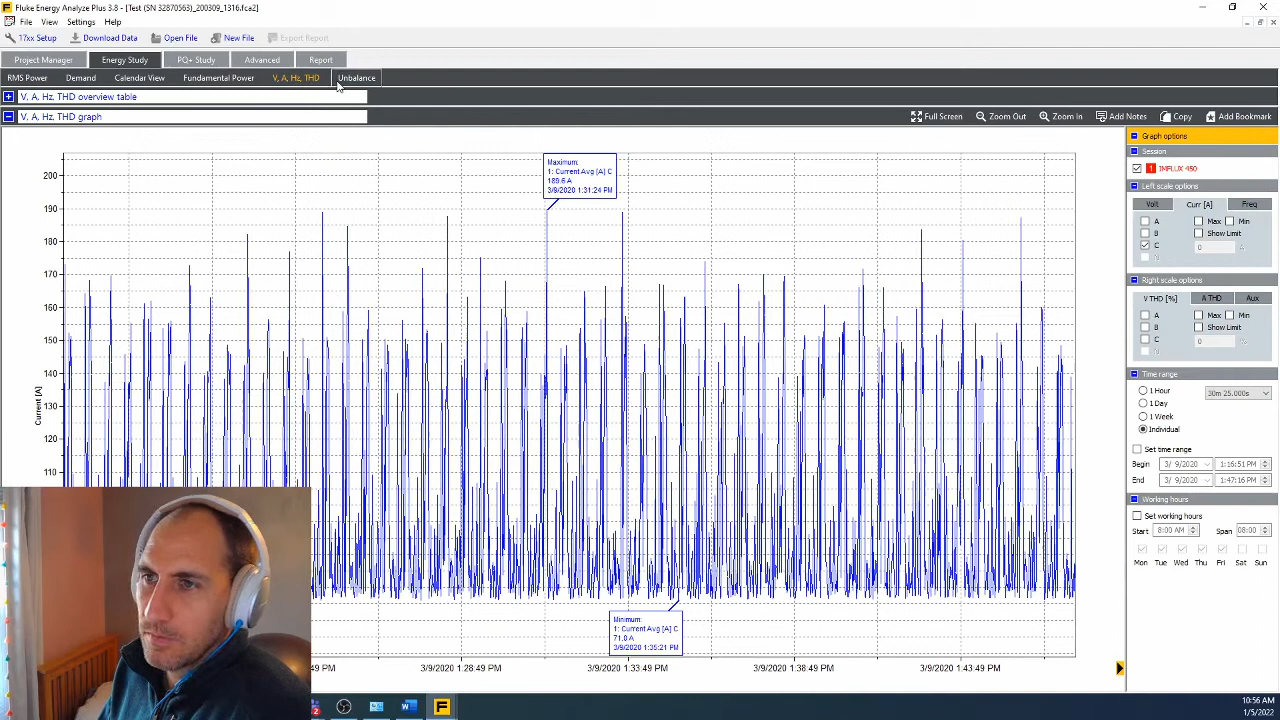 Fluke Energy Analyze Plus 3.8 - [Test (SN 32870563)_200309_1316.fca2]
File View Settings Help
17xx Setup Download Data Open File New File Export Report
Project Manager Energy Study PQ+ Study Advanced Report
RMS Power Demand Calendar View Fundamental Power V, A, Hz, THD Unbalance
V, A, Hz, THD overview table
V, A, Hz, THD graph Full Screen Zoom Out Zoom In Add Notes Copy Add Bookmark
Graph options
Session
1 IMFLUX 450
Left scale options
Volt Curr [A] Freq
A Max Min
B Show Limit
C 0 A
N
Right scale options
V THD [%] A THD Aux
A Max Min
B Show Limit
C 0 %
N
Time range
1 Hour 30m 25.000s
1 Day
1 Week
Individual
Set time range
Begin 3/ 9/2020 1:16:51 PM
End 3/ 9/2020 1:47:16 PM
Working hours
Set working hours
Start 8:00 AM Span 08:00
Mon Tue Wed Thu Fri Sat Sun
Maximum:
1: Current Avg [A] C
189.6 A
3/9/2020 1:31:24 PM
200
190
180
170
160
150
140
130
120
110
Current [A]
Minimum:
1: Current Avg [A] C
71.0 A
3/9/2020 1:35:21 PM
49 PM 3/9/2020 1:28:49 PM 3/9/2020 1:33:49 PM 3/9/2020 1:38:49 PM 3/9/2020 1:43:49 PM
10:56 AM
1/5/2022